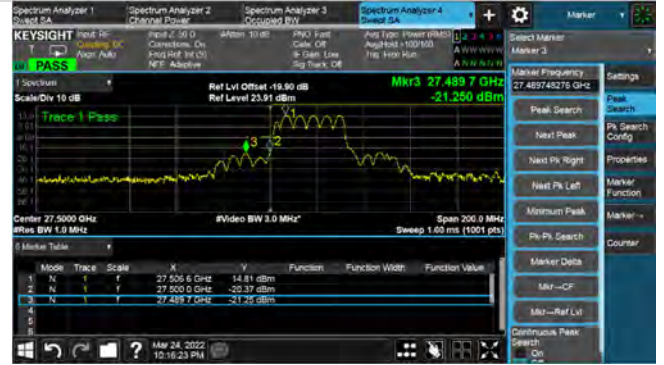 Spectrum Analyzer 1
Swept SA
Spectrum Analyzer 2
Channel Power
Spectrum Analyzer 3
Occupied BW
Spectrum Analyzer 4
Swept SA
+
Marker
KEYSIGHT
Input: RF
Coupling: DC
Align: Auto
Input Z: 50 Ω
Corrections: On
Freq Ref: Int (S)
NFE: Adaptive
#Atten: 10 dB
PNO: Fast
Gate: Off
IF Gain: Low
Sig Track: Off
Avg Type: Power (RMS)
Avg|Hold: >100/100
Trig: Free Run
1 2 3 4 5 6
A W W W W W
A N N N N N
PASS
Select Marker
Marker 3
Marker Frequency
27.489748276 GHz
Settings
Peak Search
Peak Search
Next Peak
Pk Search Config
Next Pk Right
Properties
Next Pk Left
Marker Function
Minimum Peak
Marker→
Pk-Pk Search
Counter
Marker Delta
Mkr→CF
Mkr→Ref Lvl
Continuous Peak Search
On
Off
1 Spectrum
Scale/Div 10 dB
Ref Lvl Offset -19.90 dB
Ref Level 23.91 dBm
Mkr3 27.489 7 GHz
-21.250 dBm
Trace 1 Pass
3
2
Center 27.5000 GHz
#Res BW 1.0 MHz
#Video BW 3.0 MHz*
Span 200.0 MHz
Sweep 1.00 ms (1001 pts)
Mode Trace Scale X Y Function Function Width Function Value
1 N 1 f 27.506 6 GHz 14.81 dBm
2 N 1 f 27.500 0 GHz -20.37 dBm
3 N 1 f 27.489 7 GHz -21.25 dBm
4
5
6
?
Mar 24, 2022
10:16:23 PM